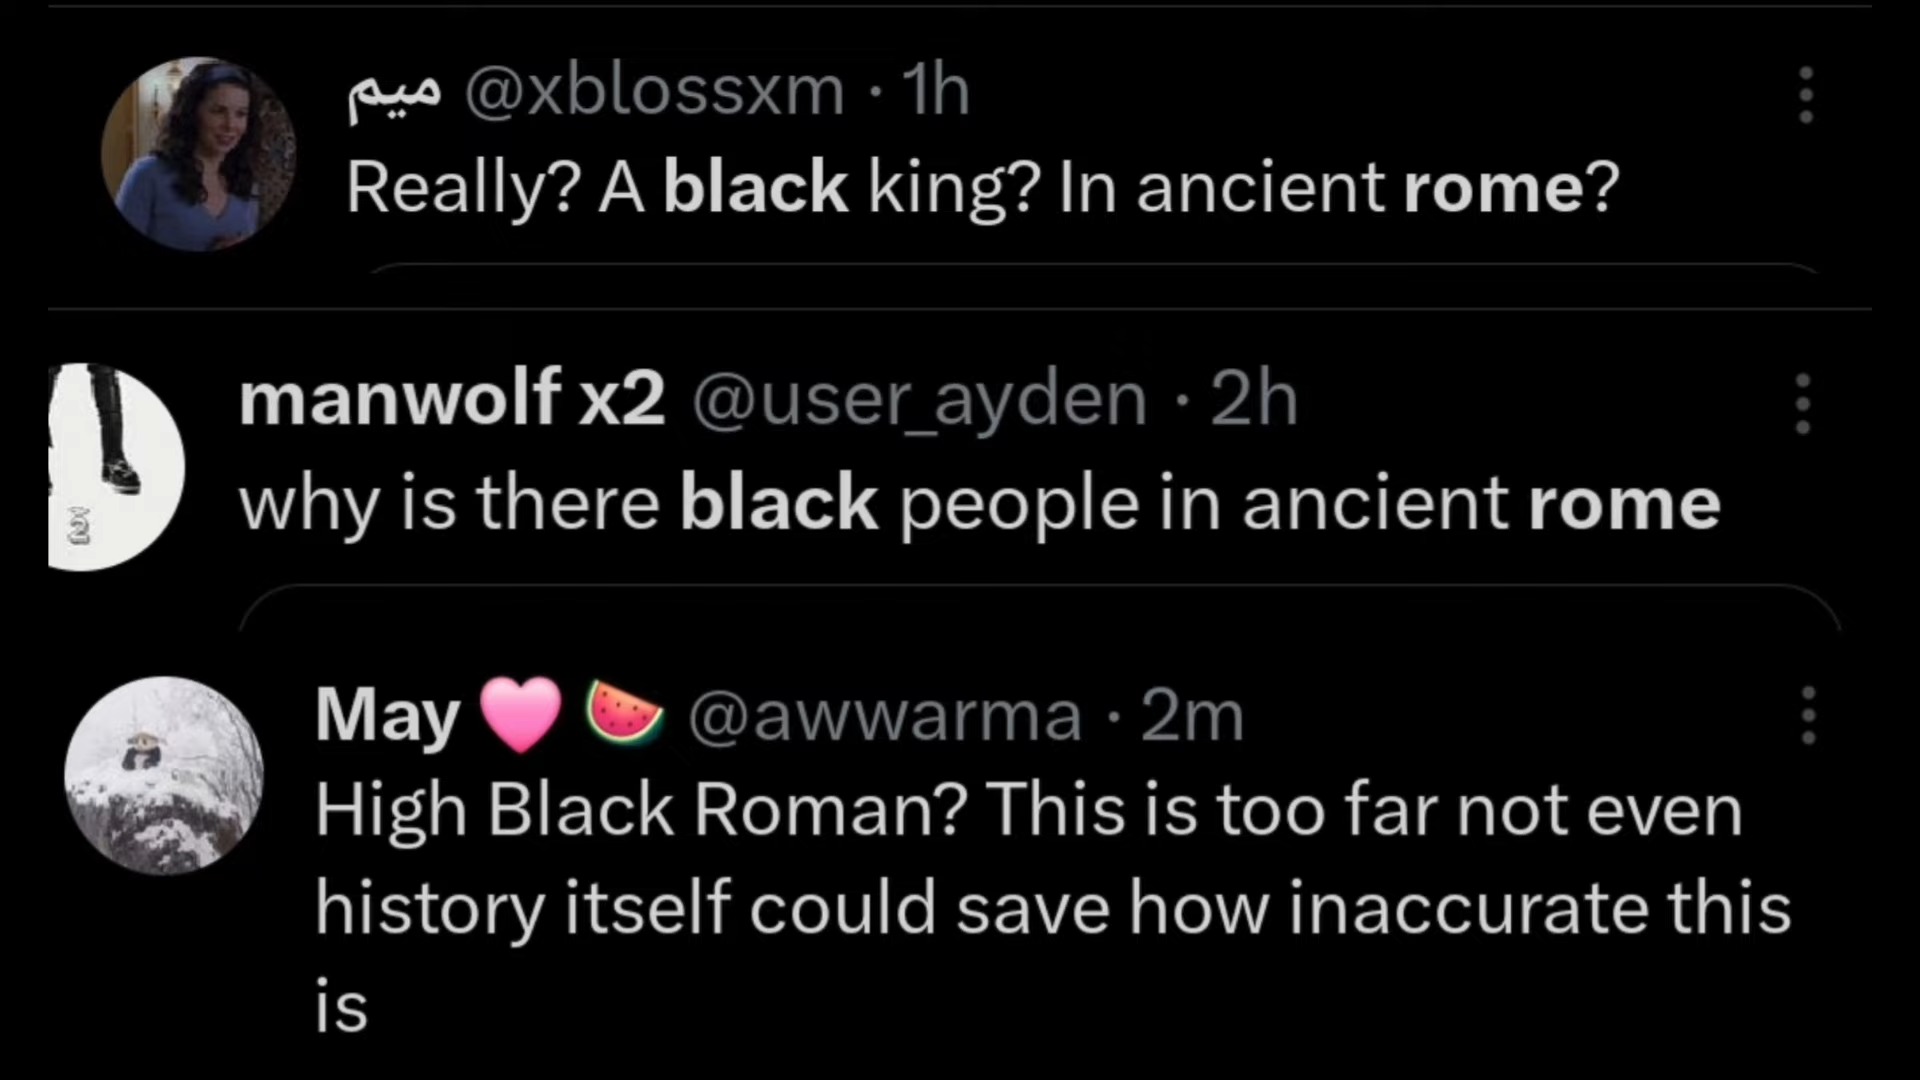 ميم @xblossxm · 1h
Really? A black king? In ancient rome?
manwolf x2 @user_ayden · 2h
why is there black people in ancient rome
2
May 🩷 🍉 @awwarma · 2m
High Black Roman? This is too far not even
history itself could save how inaccurate this
is